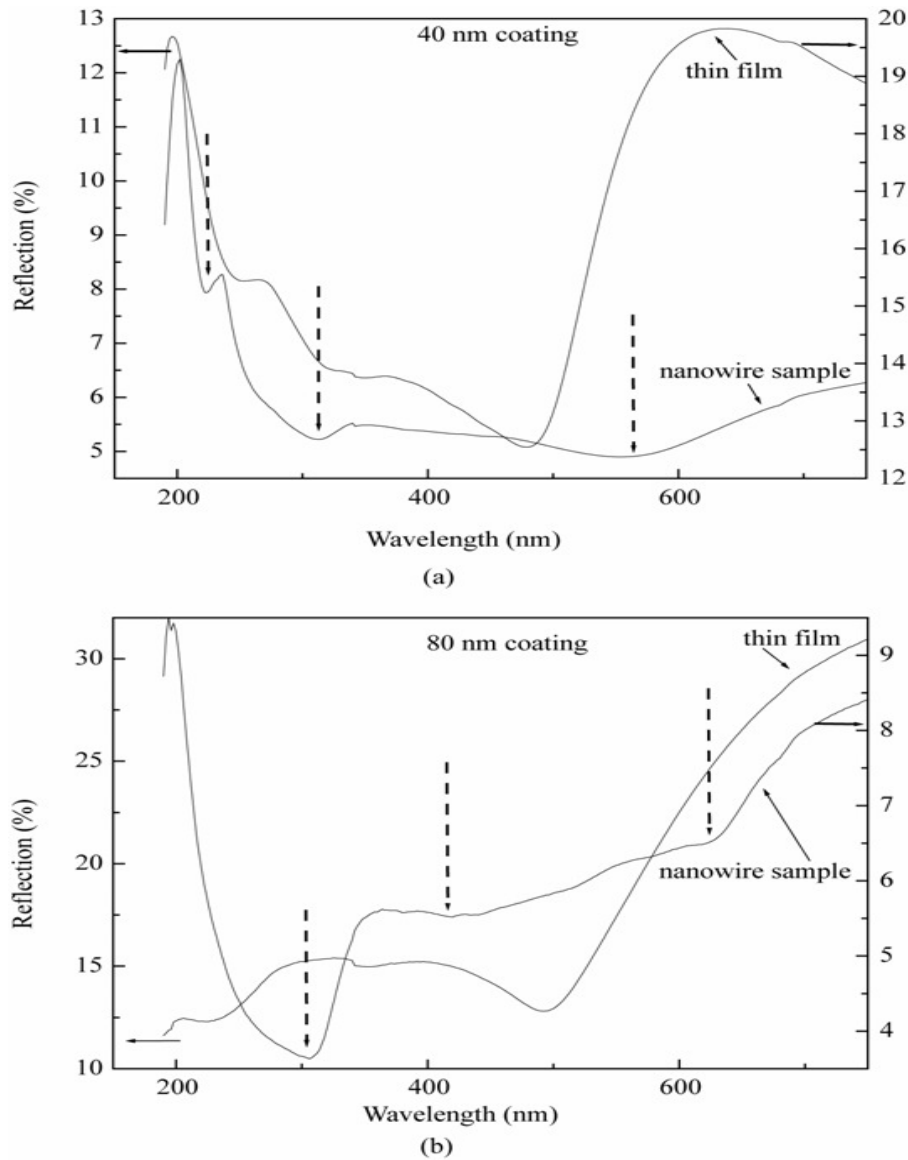 40 nm coating
13
12
11
10
9
8
7
6
5
20
19
18
17
16
15
14
13
12
thin film
nanowire sample
Reflection (%)
200
400
600
Wavelength (nm)
(a)
80 nm coating
30
25
20
15
10
9
8
7
6
5
4
thin film
nanowire sample
Reflection (%)
200
400
600
Wavelength (nm)
(b)